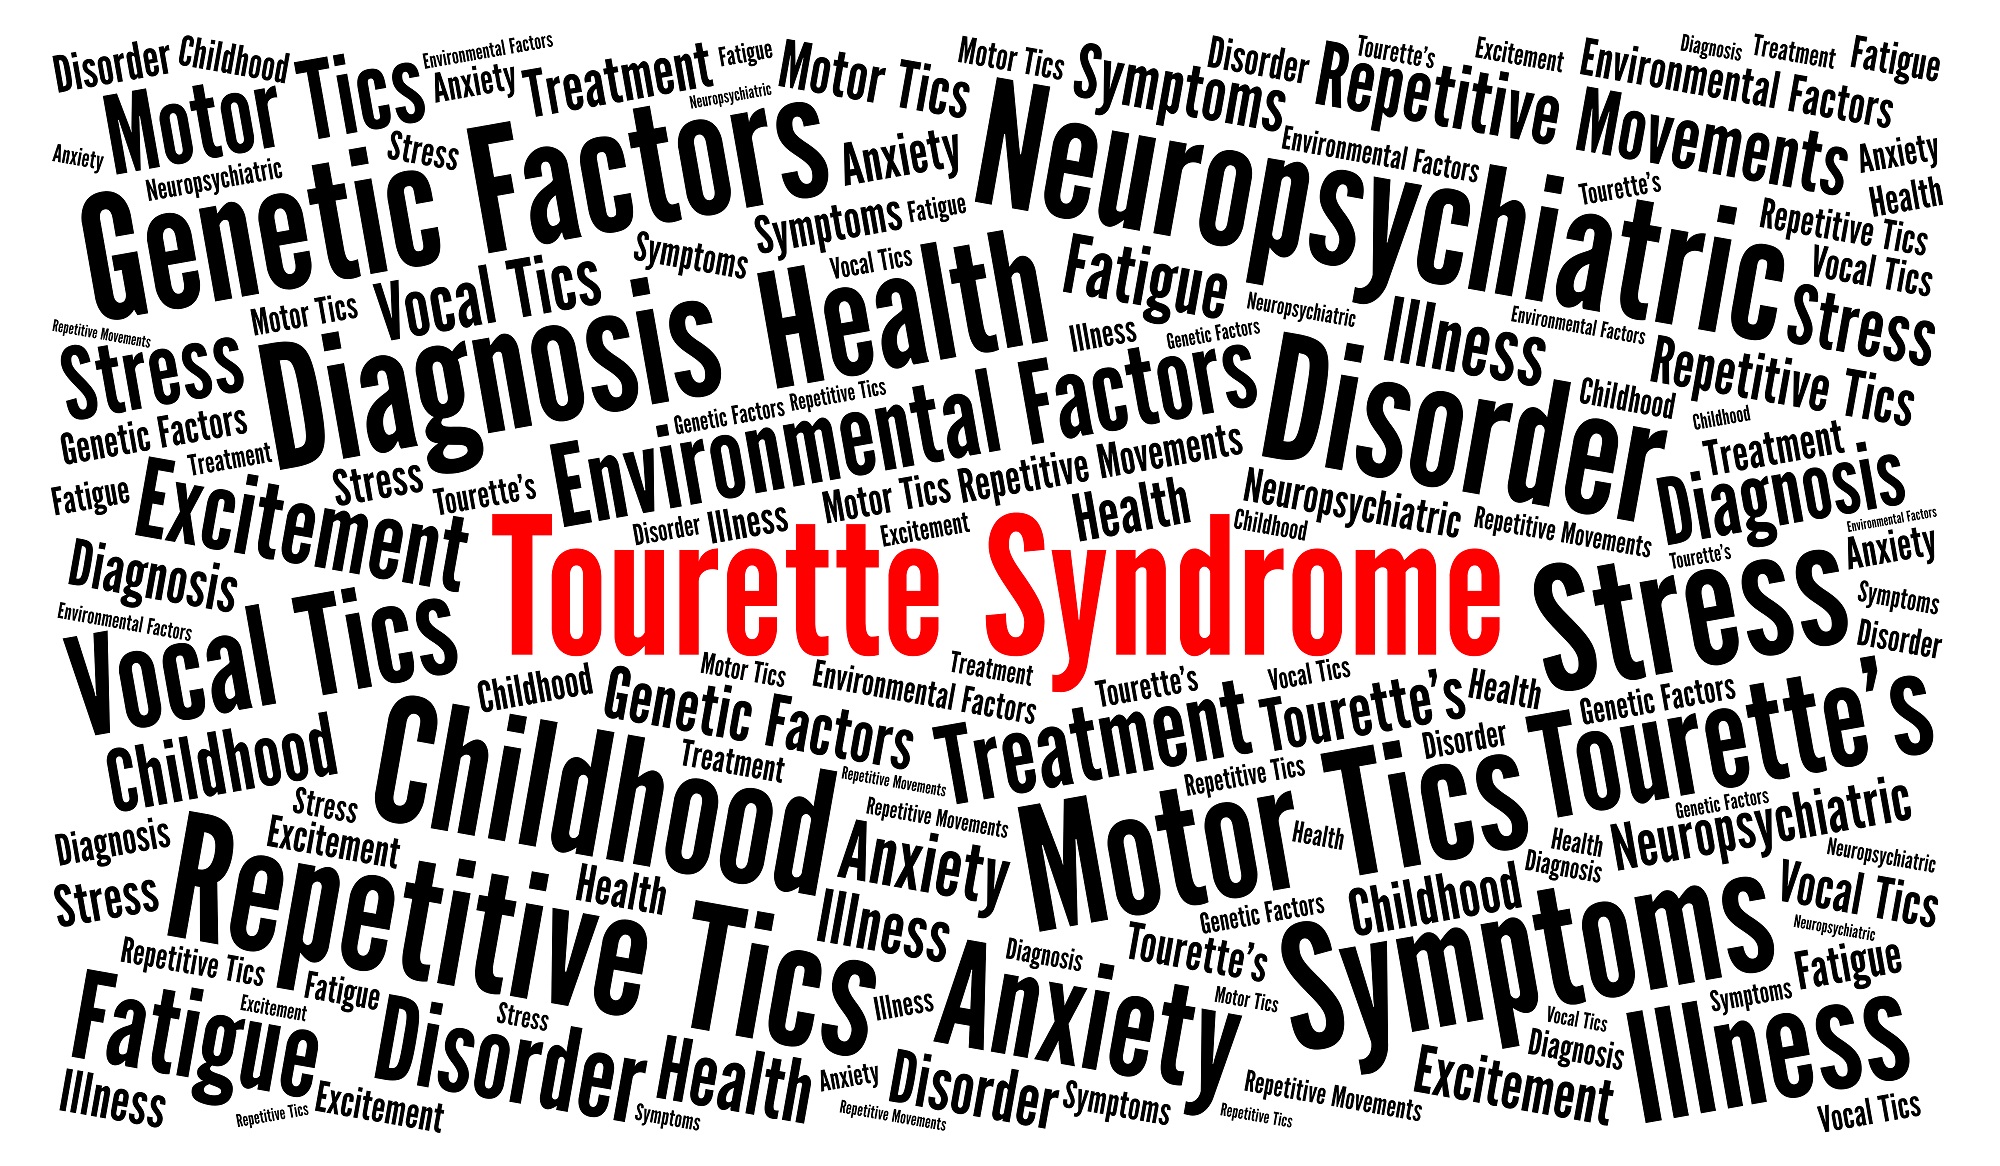 Disorder
Childhood
Motor Tics
Environmental Factors
Anxiety
Treatment
Fatigue
Neuropsychiatric
Motor Tics
Motor Tics
Symptoms
Disorder
Tourette's
Excitement
Repetitive Movements
Environmental Factors
Diagnosis
Treatment
Fatigue
Anxiety
Neuropsychiatric
Stress
Genetic Factors
Anxiety
Neuropsychiatric
Environmental Factors
Tourette's
Anxiety
Health
Repetitive Tics
Vocal Tics
Symptoms
Fatigue
Symptoms
Vocal Tics
Health
Fatigue
Motor Tics
Vocal Tics
Repetitive Movements
Stress
Diagnosis
Neuropsychiatric
Illness
Genetic Factors
Illness
Environmental Factors
Stress
Repetitive Tics
Genetic Factors
Treatment
Genetic Factors
Repetitive Tics
Environmental Factors
Disorder
Childhood
Childhood
Treatment
Diagnosis
Fatigue
Excitement
Stress
Tourette's
Motor Tics
Repetitive Movements
Health
Neuropsychiatric
Repetitive Movements
Environmental Factors
Disorder
Illness
Excitement
Childhood
Tourette's
Anxiety
Diagnosis
Tourette Syndrome
Stress
Symptoms
Disorder
Environmental Factors
Vocal Tics
Childhood
Genetic Factors
Motor Tics
Environmental Factors
Treatment
Tourette's
Vocal Tics
Health
Genetic Factors
Tourette's
Treatment
Tourette's
Disorder
Childhood
Childhood
Treatment
Repetitive Movements
Repetitive Tics
Motor Tics
Genetic Factors
Neuropsychiatric
Stress
Excitement
Repetitive Movements
Anxiety
Health
Health
Diagnosis
Neuropsychiatric
Diagnosis
Stress
Repetitive Tics
Health
Illness
Genetic Factors
Childhood
Symptoms
Vocal Tics
Neuropsychiatric
Repetitive Tics
Fatigue
Diagnosis
Tourette's
Fatigue
Fatigue
Excitement
Disorder
Stress
Illness
Anxiety
Motor Tics
Vocal Tics
Diagnosis
Symptoms
Illness
Illness
Repetitive Tics
Excitement
Symptoms
Health
Anxiety
Repetitive Movements
Disorder
Symptoms
Repetitive Movements
Repetitive Tics
Excitement
Vocal Tics